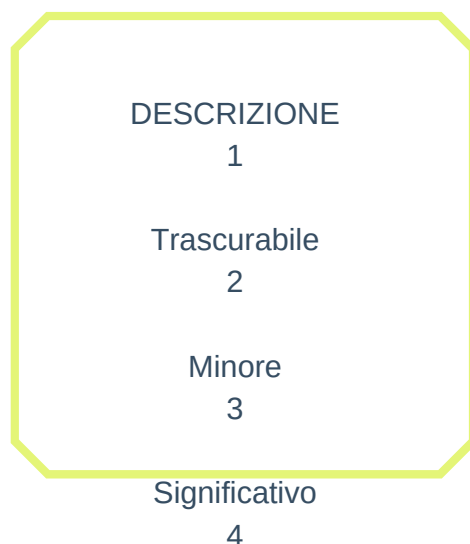 DESCRIZIONE
1
Trascurabile
2
Minore
3
Significativo
4